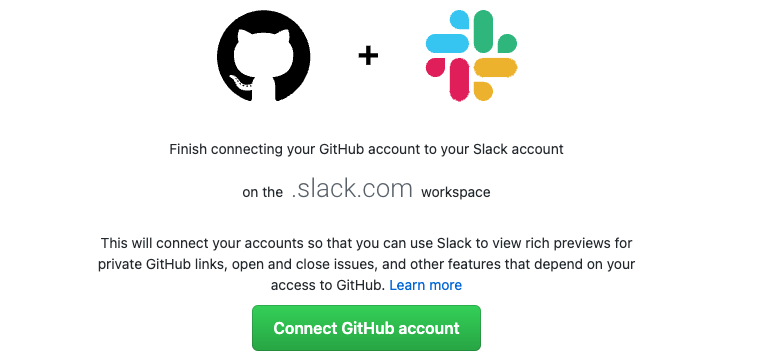 +
Finish connecting your GitHub account to your Slack account
on the .slack.com workspace
This will connect your accounts so that you can use Slack to view rich previews for
private GitHub links, open and close issues, and other features that depend on your
access to GitHub. Learn more
Connect GitHub account